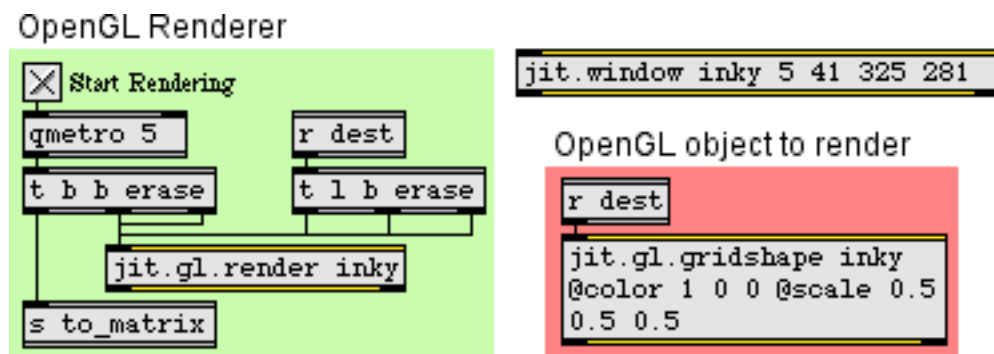 OpenGL Renderer
Start Rendering
qmetro 5
r dest
t b b erase
t l b erase
jit.gl.render inky
s to_matrix
jit.window inky 5 41 325 281
OpenGL object to render
r dest
jit.gl.gridshape inky
@color 1 0 0 @scale 0.5
0.5 0.5